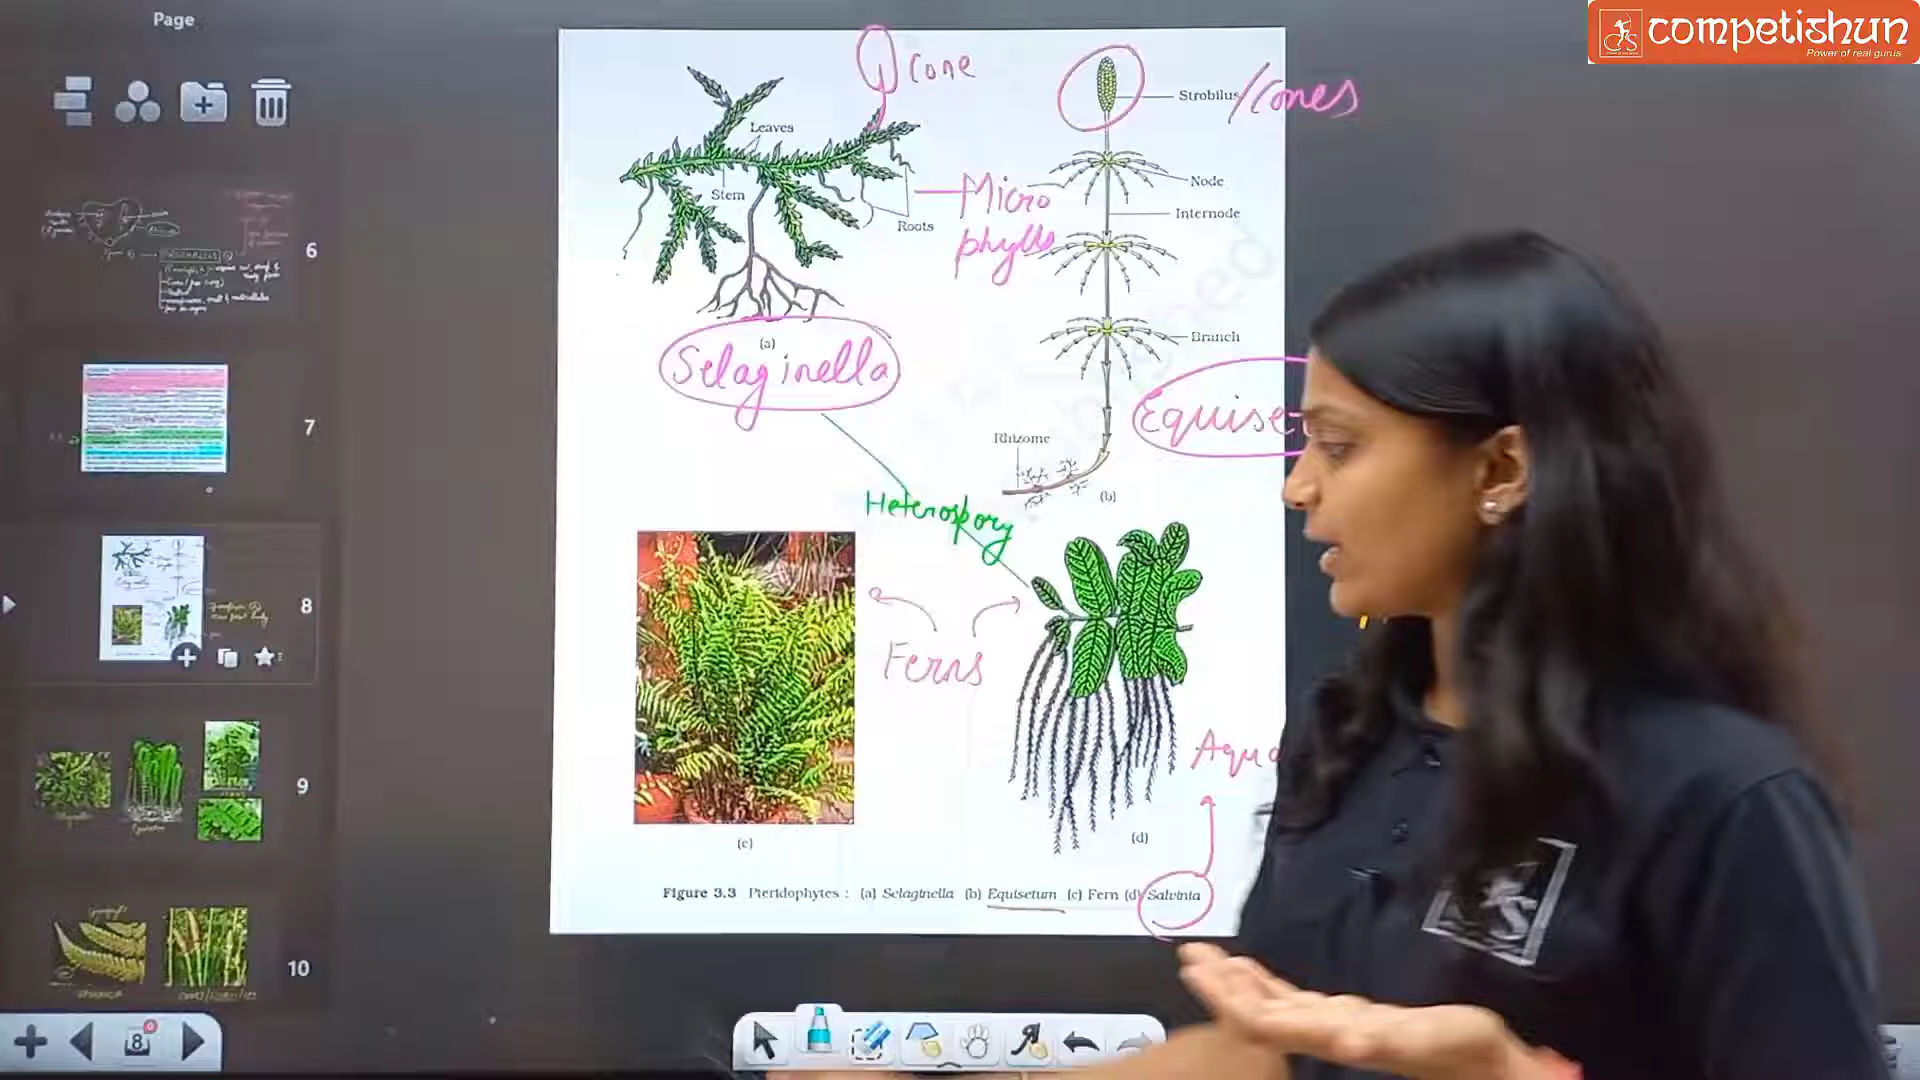 Page
competishun
Power of real gurus
cone
Strobilus/Cones
Leaves
Node
Stem
Micro
phylls
Internode
Roots
6
(a)
Branch
Selaginella
Equiset
7
Rhizome
(b)
Heterospory
8
Ferns
Aqua
9
(c)
(d)
Figure 3.3 Pteridophytes : (a) Selaginella (b) Equisetum (c) Fern (d) Salvinia
10
8